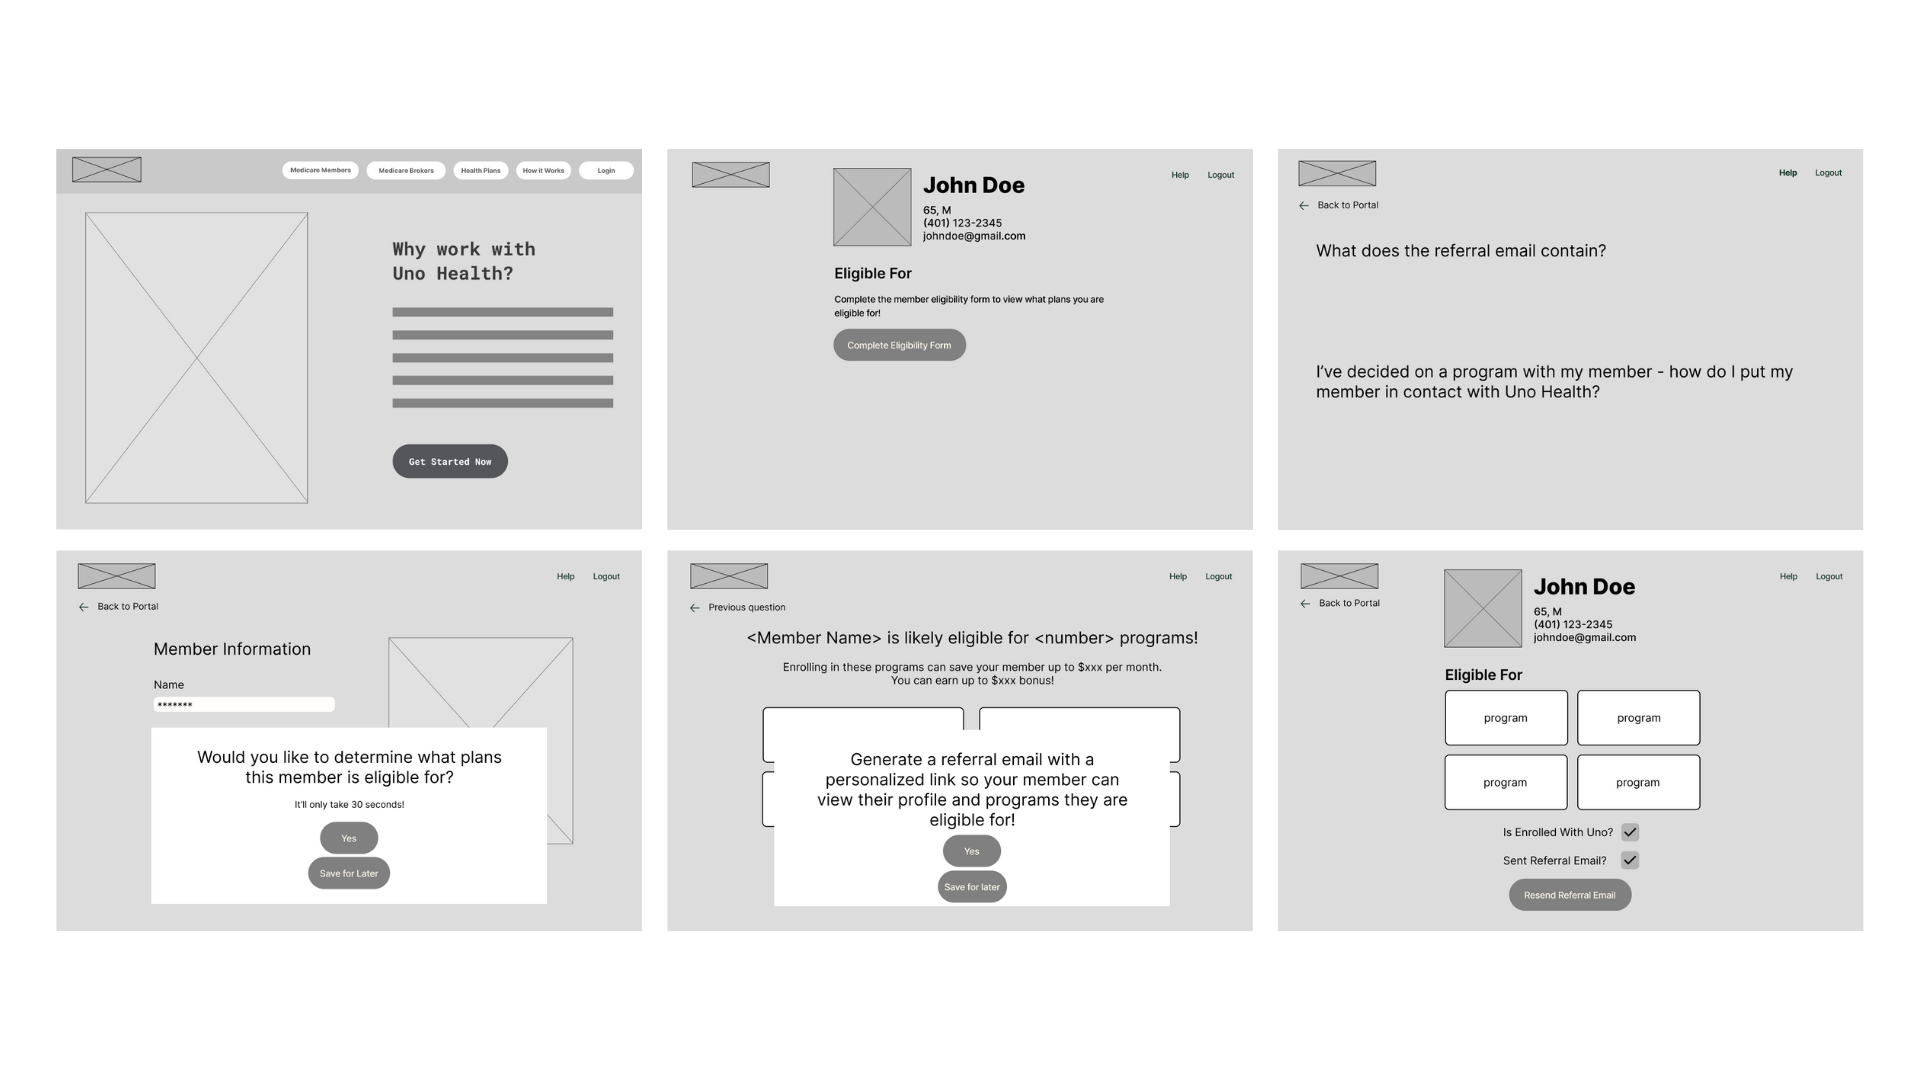 Medicare Members
Medicare Brokers
Health Plans
How it Works
Login
Why work with
Uno Health?
Get Started Now
Help
Logout
John Doe
65, M
(401) 123-2345
johndoe@gmail.com
Eligible For
Complete the member eligibility form to view what plans you are
eligible for!
Complete Eligibility Form
Help
Logout
Back to Portal
What does the referral email contain?
I've decided on a program with my member - how do I put my
member in contact with Uno Health?
Help
Logout
Back to Portal
Member Information
Name
*******
Would you like to determine what plans
this member is eligible for?
It'll only take 30 seconds!
Yes
Save for Later
Help
Logout
Previous question
<Member Name> is likely eligible for <number> programs!
Enrolling in these programs can save your member up to $xxx per month.
You can earn up to $xxx bonus!
Generate a referral email with a
personalized link so your member can
view their profile and programs they are
eligible for!
Yes
Save for later
Help
Logout
Back to Portal
John Doe
65, M
(401) 123-2345
johndoe@gmail.com
Eligible For
program
program
program
program
Is Enrolled With Uno?
Sent Referral Email?
Resend Referral Email